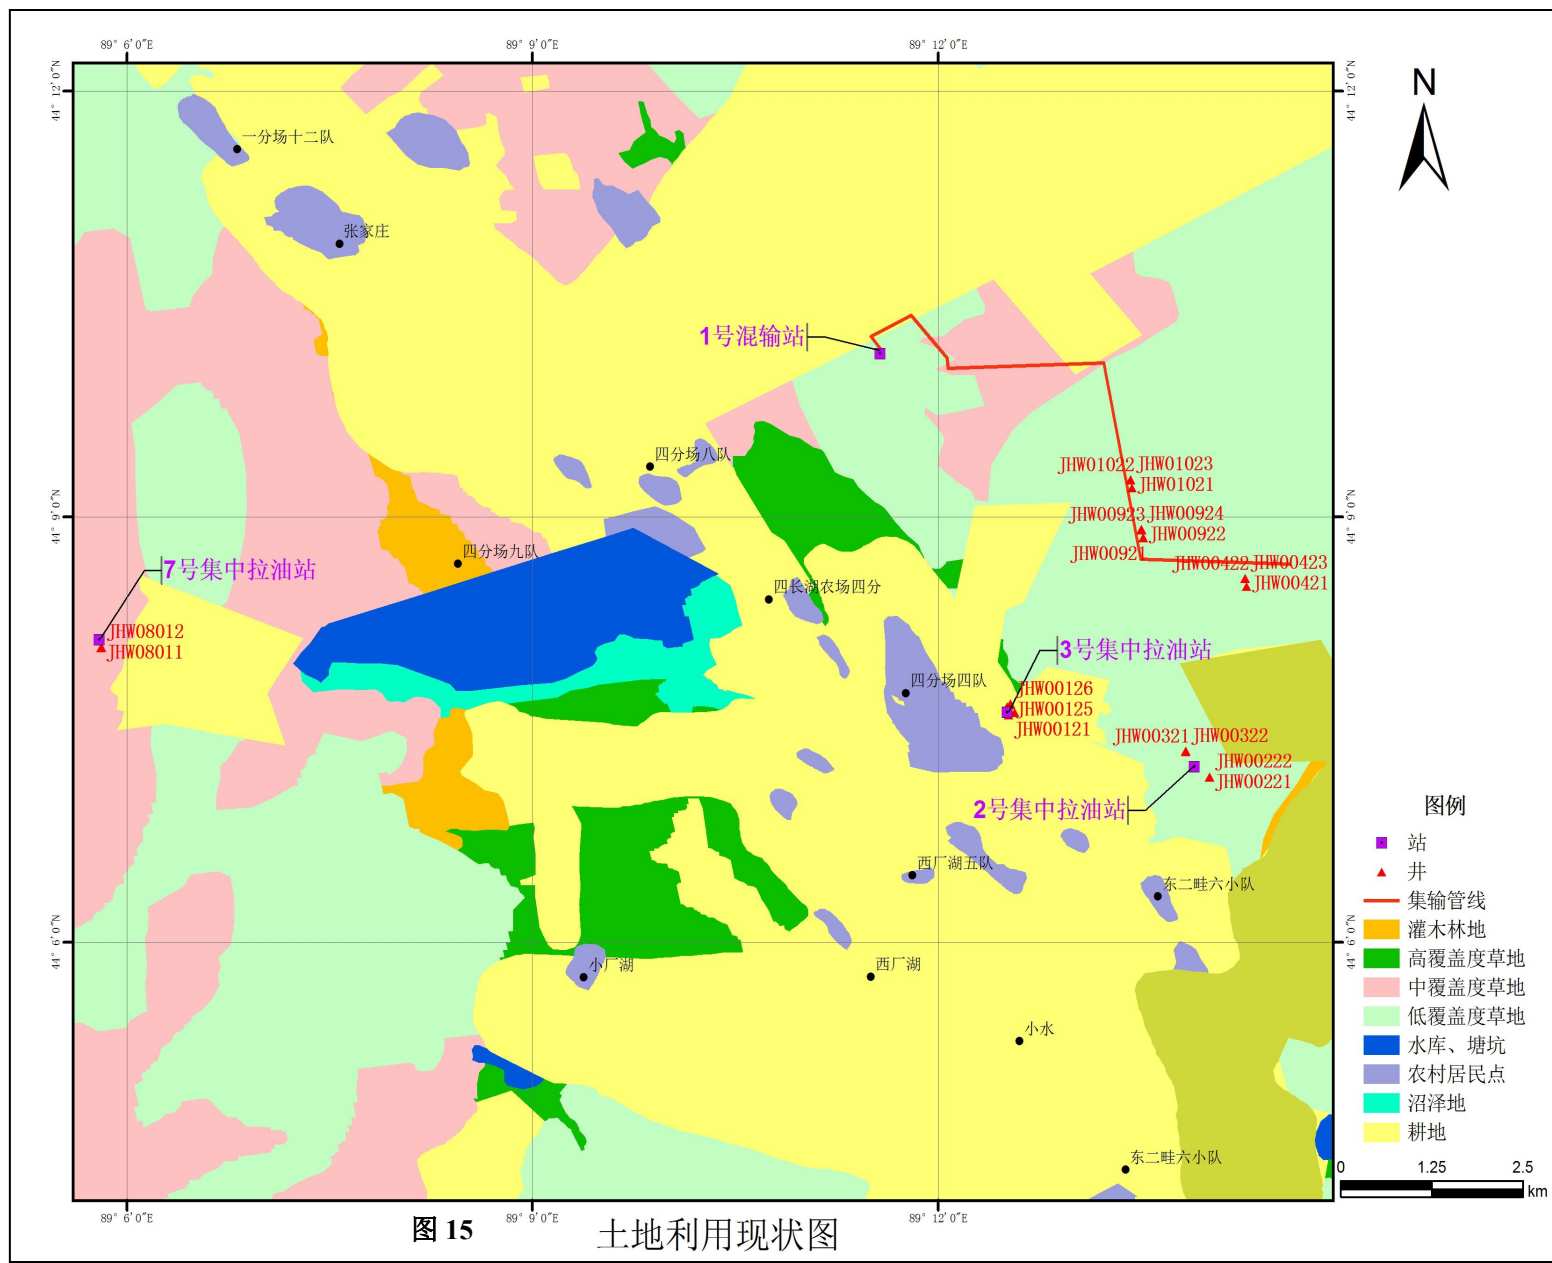 89° 6′0″E
89° 9′0″E
89° 12′0″E
44° 12′0″N
44° 12′0″N
N
一分场十二队
张家庄
1号混输站
四分场八队
JHW01022
JHW01023
JHW01021
44° 9′0″N
44° 9′0″N
JHW00923
JHW00924
JHW00922
四分场九队
JHW00921
JHW00422
JHW00423
JHW00421
7号集中拉油站
四长湖农场四分
JHW08012
JHW08011
3号集中拉油站
四分场四队
JHW00126
JHW00125
JHW00121
JHW00321
JHW00322
JHW00222
JHW00221
2号集中拉油站
西厂湖五队
东二畦六小队
44° 6′0″N
44° 6′0″N
小厂湖
西厂湖
小水
东二畦六小队
图例
站
井
集输管线
灌木林地
高覆盖度草地
中覆盖度草地
低覆盖度草地
水库、塘坑
农村居民点
沼泽地
耕地
0
1.25
2.5
km
89° 6′0″E
89° 9′0″E
89° 12′0″E
图 15
土地利用现状图